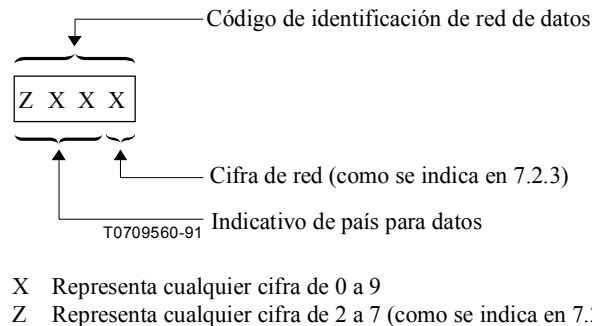 Código de identificación de red de datos
Z X X X X
Cifra de red (como se indica en 7.2.3)
Indicativo de país para datos
T0709560-91
X Representa cualquier cifra de 0 a 9
Z Representa cualquier cifra de 2 a 7 (como se indica en